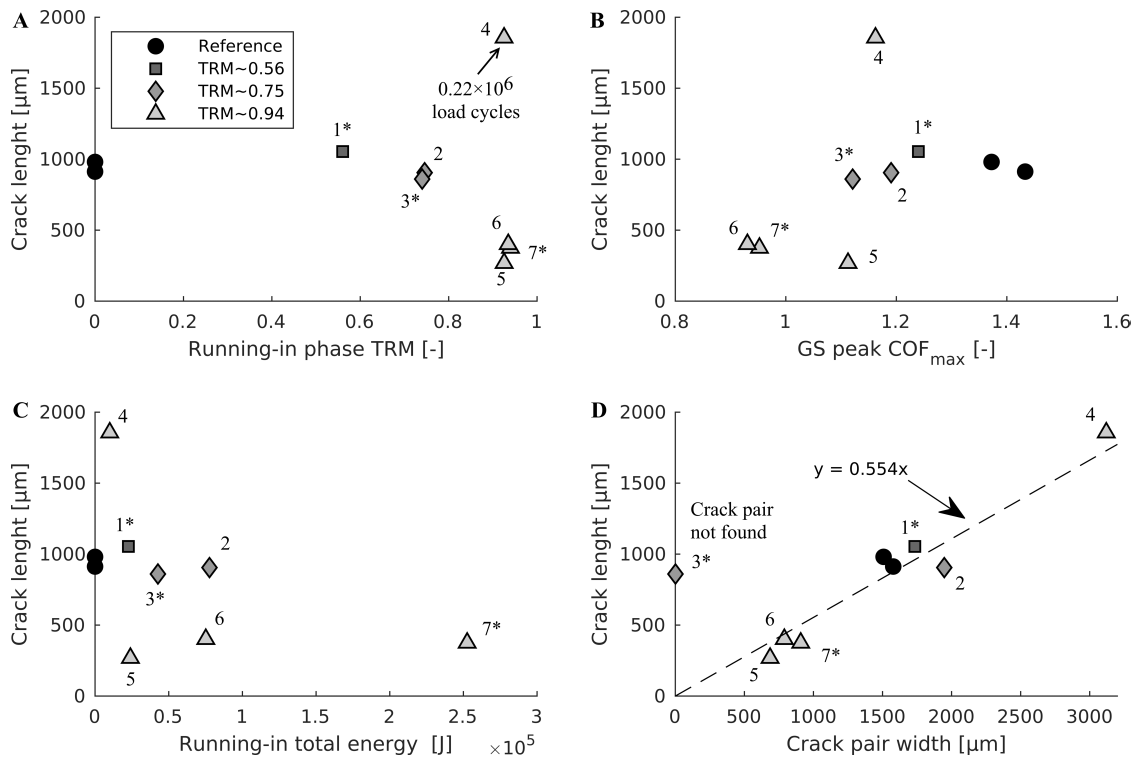 A
2000
1500
1000
500
0
Crack lenght [µm]
Reference
TRM~0.56
TRM~0.75
TRM~0.94
4
0.22×10⁶
load cycles
1*
2
3*
6
7*
5
0 0.2 0.4 0.6 0.8 1
Running-in phase TRM [-]
B
2000
1500
1000
500
0
Crack lenght [µm]
4
1*
3*
2
6
7*
5
0.8 1 1.2 1.4 1.6
GS peak COFmax [-]
C
2000
1500
1000
500
0
Crack lenght [µm]
4
1*
2
3*
6
7*
5
0 0.5 1 1.5 2 2.5 3
Running-in total energy [J] ×10⁵
D
2000
1500
1000
500
0
Crack lenght [µm]
4
y = 0.554x
Crack pair
not found
1*
3*
2
6
7*
5
0 500 1000 1500 2000 2500 3000
Crack pair width [µm]